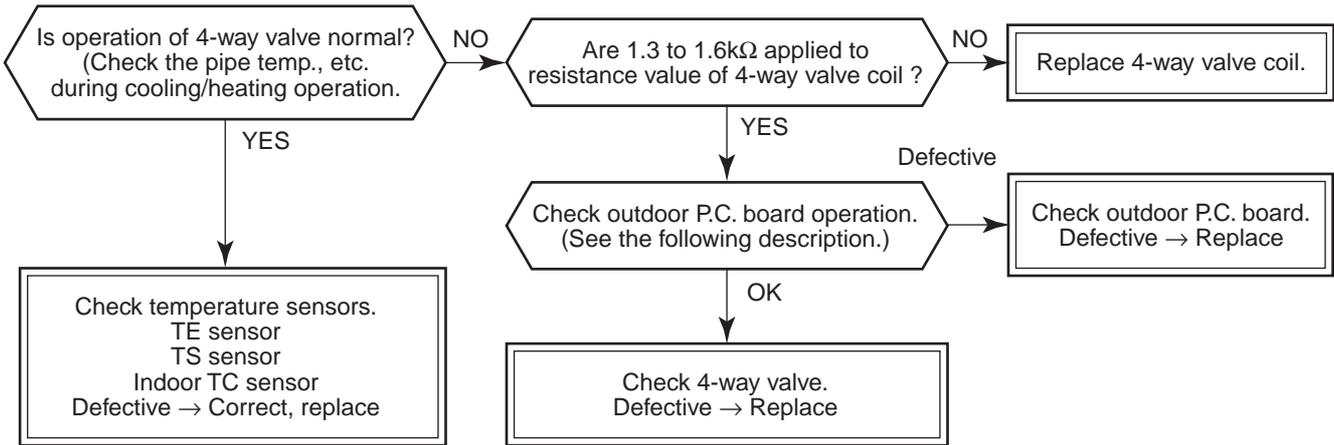 Is operation of 4-way valve normal?
(Check the pipe temp., etc.
during cooling/heating operation.
NO
Are 1.3 to 1.6kΩ applied to
resistance value of 4-way valve coil ?
NO
Replace 4-way valve coil.
YES
YES
Defective
Check outdoor P.C. board operation.
(See the following description.)
Check outdoor P.C. board.
Defective → Replace
OK
Check temperature sensors.
TE sensor
TS sensor
Indoor TC sensor
Defective → Correct, replace
Check 4-way valve.
Defective → Replace